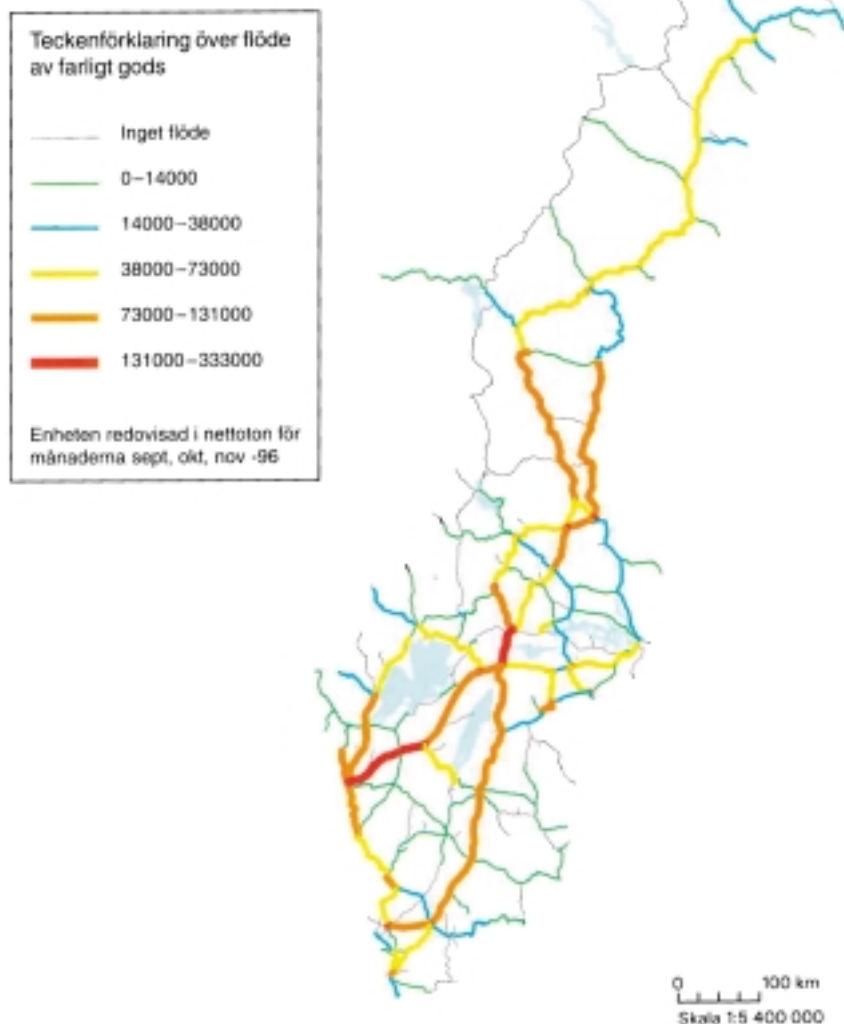 Teckenförklaring över flöde
av farligt gods
Inget flöde
0–14000
14000–38000
38000–73000
73000–131000
131000–333000
Enheten redovisad i nettoton för
månaderna sept, okt, nov -96
0 100 km
Skala 1:5 400 000